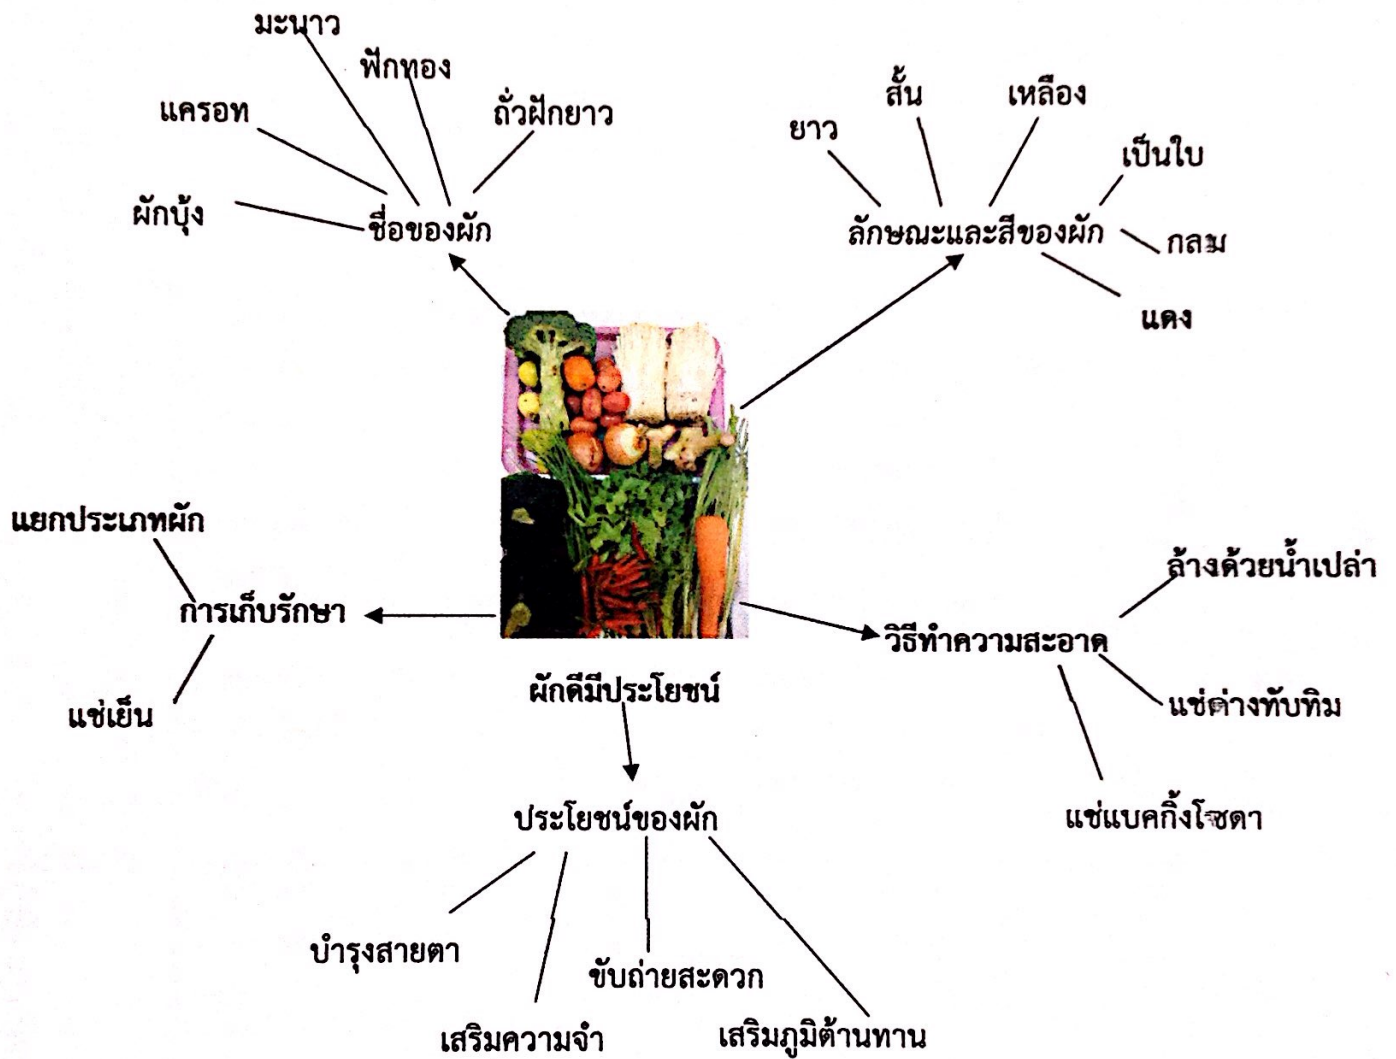 มะนาว
ฟักทอง
แครอท
ถั่วฝักยาว
ผักบุ้ง
ชื่อของผัก
สั้น
เหลือง
ยาว
เป็นใบ
ลักษณะและสีของผัก
กลม
แดง
แยกประเภทผัก
การเก็บรักษา
แช่เย็น
ล้างด้วยน้ำเปล่า
วิธีทำความสะอาด
แช่ด่างทับทิม
แช่แบคกิ้งโซดา
ผักดีมีประโยชน์
ประโยชน์ของผัก
บำรุงสายตา
ขับถ่ายสะดวก
เสริมความจำ
เสริมภูมิต้านทาน